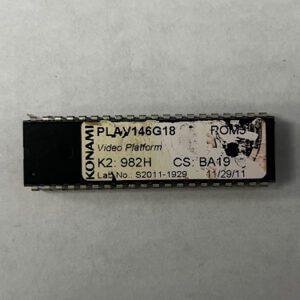 KONAMI
PLAY146G18 ROM3
Video Platform
K2: 982H CS: BA19
Lab No.: S2011-1929 11/29/11